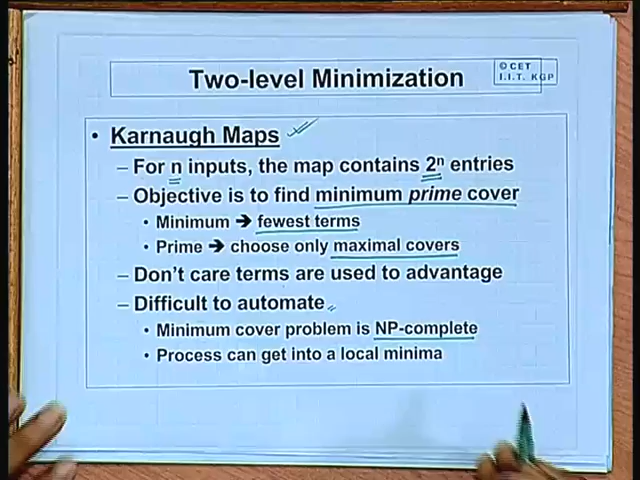 Two-level Minimization
© CET
I.I.T. KGP
• Karnaugh Maps
– For n inputs, the map contains 2ⁿ entries
– Objective is to find minimum prime cover
• Minimum ➔ fewest terms
• Prime ➔ choose only maximal covers
– Don't care terms are used to advantage
– Difficult to automate
• Minimum cover problem is NP-complete
• Process can get into a local minima